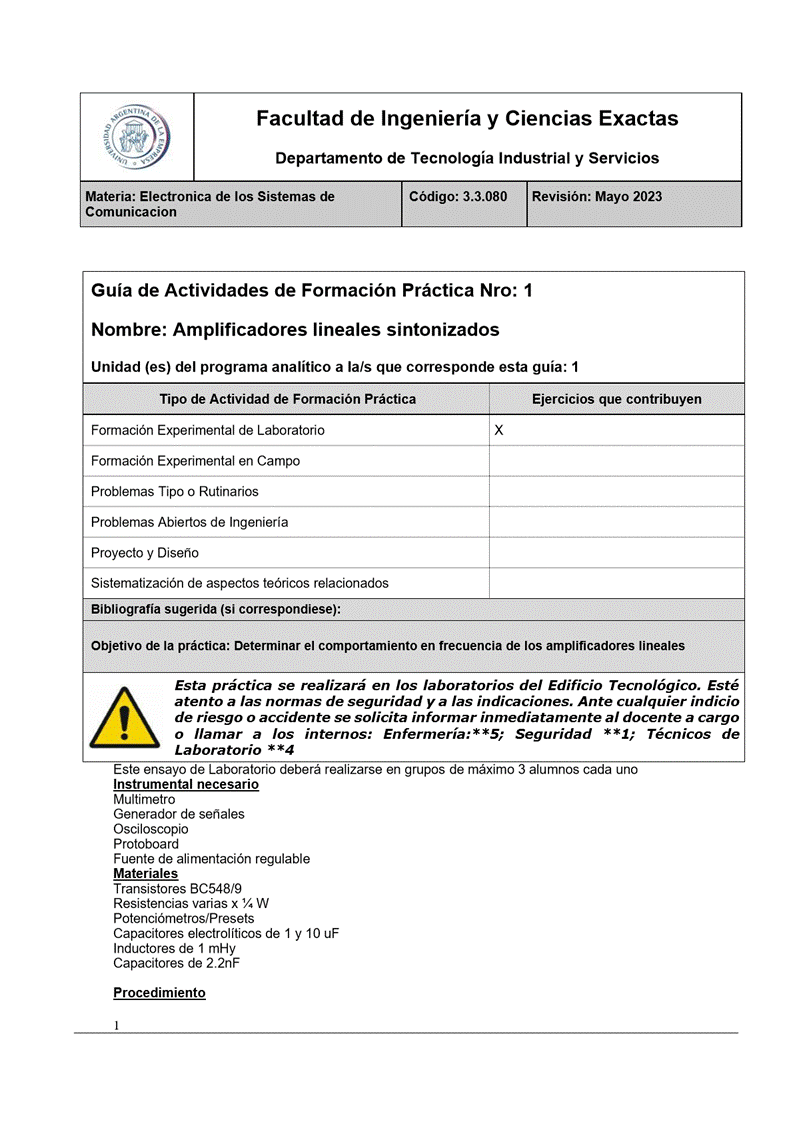 UNIVERSIDAD ARGENTINA DE LA EMPRESA
Facultad de Ingeniería y Ciencias Exactas
Departamento de Tecnología Industrial y Servicios
Materia: Electronica de los Sistemas de
Comunicacion
Código: 3.3.080
Revisión: Mayo 2023
Guía de Actividades de Formación Práctica Nro: 1
Nombre: Amplificadores lineales sintonizados
Unidad (es) del programa analítico a la/s que corresponde esta guía: 1
Tipo de Actividad de Formación Práctica
Ejercicios que contribuyen
Formación Experimental de Laboratorio
X
Formación Experimental en Campo
Problemas Tipo o Rutinarios
Problemas Abiertos de Ingeniería
Proyecto y Diseño
Sistematización de aspectos teóricos relacionados
Bibliografía sugerida (si correspondiese):
Objetivo de la práctica: Determinar el comportamiento en frecuencia de los amplificadores lineales
Esta práctica se realizará en los laboratorios del Edificio Tecnológico. Esté
atento a las normas de seguridad y a las indicaciones. Ante cualquier indicio
de riesgo o accidente se solicita informar inmediatamente al docente a cargo
o llamar a los internos: Enfermería:**5; Seguridad **1; Técnicos de
Laboratorio **4
Este ensayo de Laboratorio deberá realizarse en grupos de máximo 3 alumnos cada uno
Instrumental necesario
Multimetro
Generador de señales
Osciloscopio
Protoboard
Fuente de alimentación regulable
Materiales
Transistores BC548/9
Resistencias varias x ¼ W
Potenciómetros/Presets
Capacitores electrolíticos de 1 y 10 uF
Inductores de 1 mHy
Capacitores de 2.2nF
Procedimiento
1